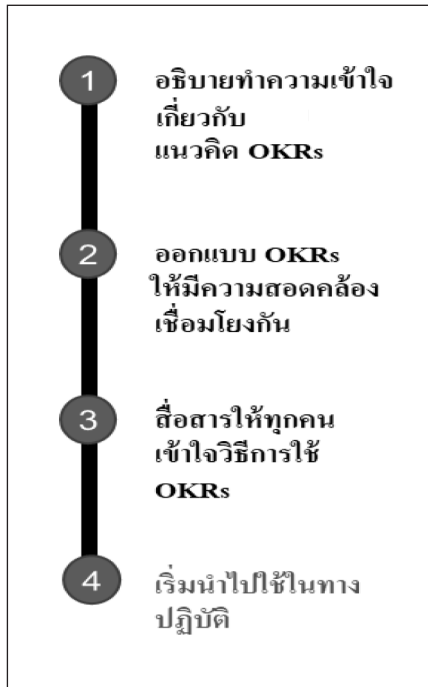 1
อธิบายทำความเข้าใจ
เกี่ยวกับ
แนวคิด OKRs
2
ออกแบบ OKRs
ให้มีความสอดคล้อง
เชื่อมโยงกัน
3
สื่อสารให้ทุกคน
เข้าใจวิธีการใช้
OKRs
4
เริ่มนำไปใช้ในทาง
ปฏิบัติ